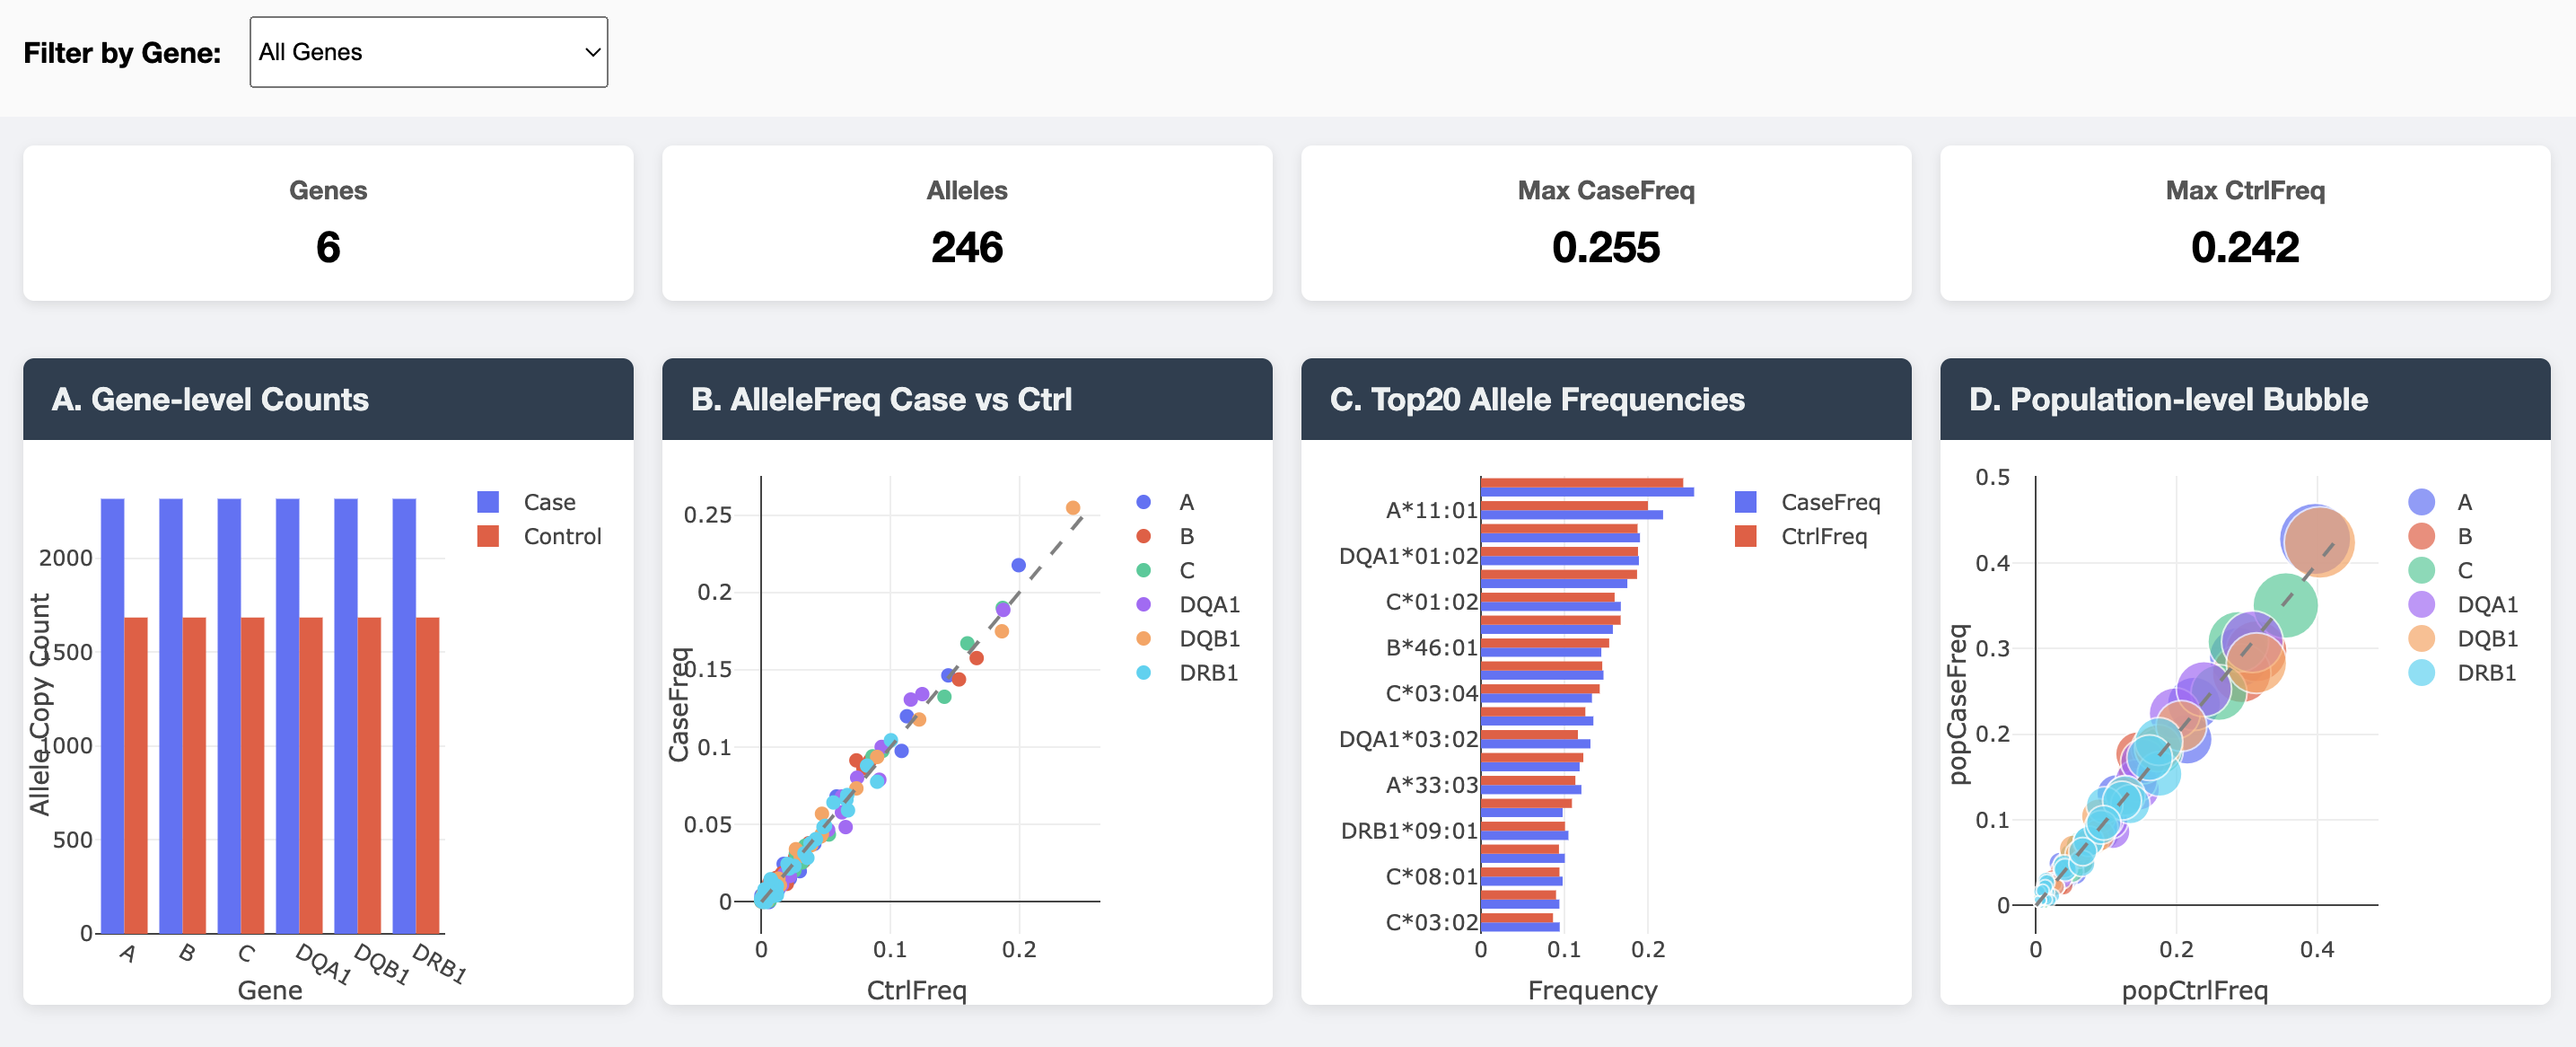 Filter by Gene:
All Genes
Genes
6
Alleles
246
Max CaseFreq
0.255
Max CtrlFreq
0.242
A. Gene-level Counts
Allele Copy Count
2000
1500
1000
500
0
A
B
C
DQA1
DQB1
DRB1
Gene
Case
Control
B. AlleleFreq Case vs Ctrl
CaseFreq
0.25
0.2
0.15
0.1
0.05
0
0
0.1
0.2
CtrlFreq
A
B
C
DQA1
DQB1
DRB1
C. Top20 Allele Frequencies
A*11:01
DQA1*01:02
C*01:02
B*46:01
C*03:04
DQA1*03:02
A*33:03
DRB1*09:01
C*08:01
C*03:02
0
0.1
0.2
Frequency
CaseFreq
CtrlFreq
D. Population-level Bubble
popCaseFreq
0.5
0.4
0.3
0.2
0.1
0
0
0.2
0.4
popCtrlFreq
A
B
C
DQA1
DQB1
DRB1